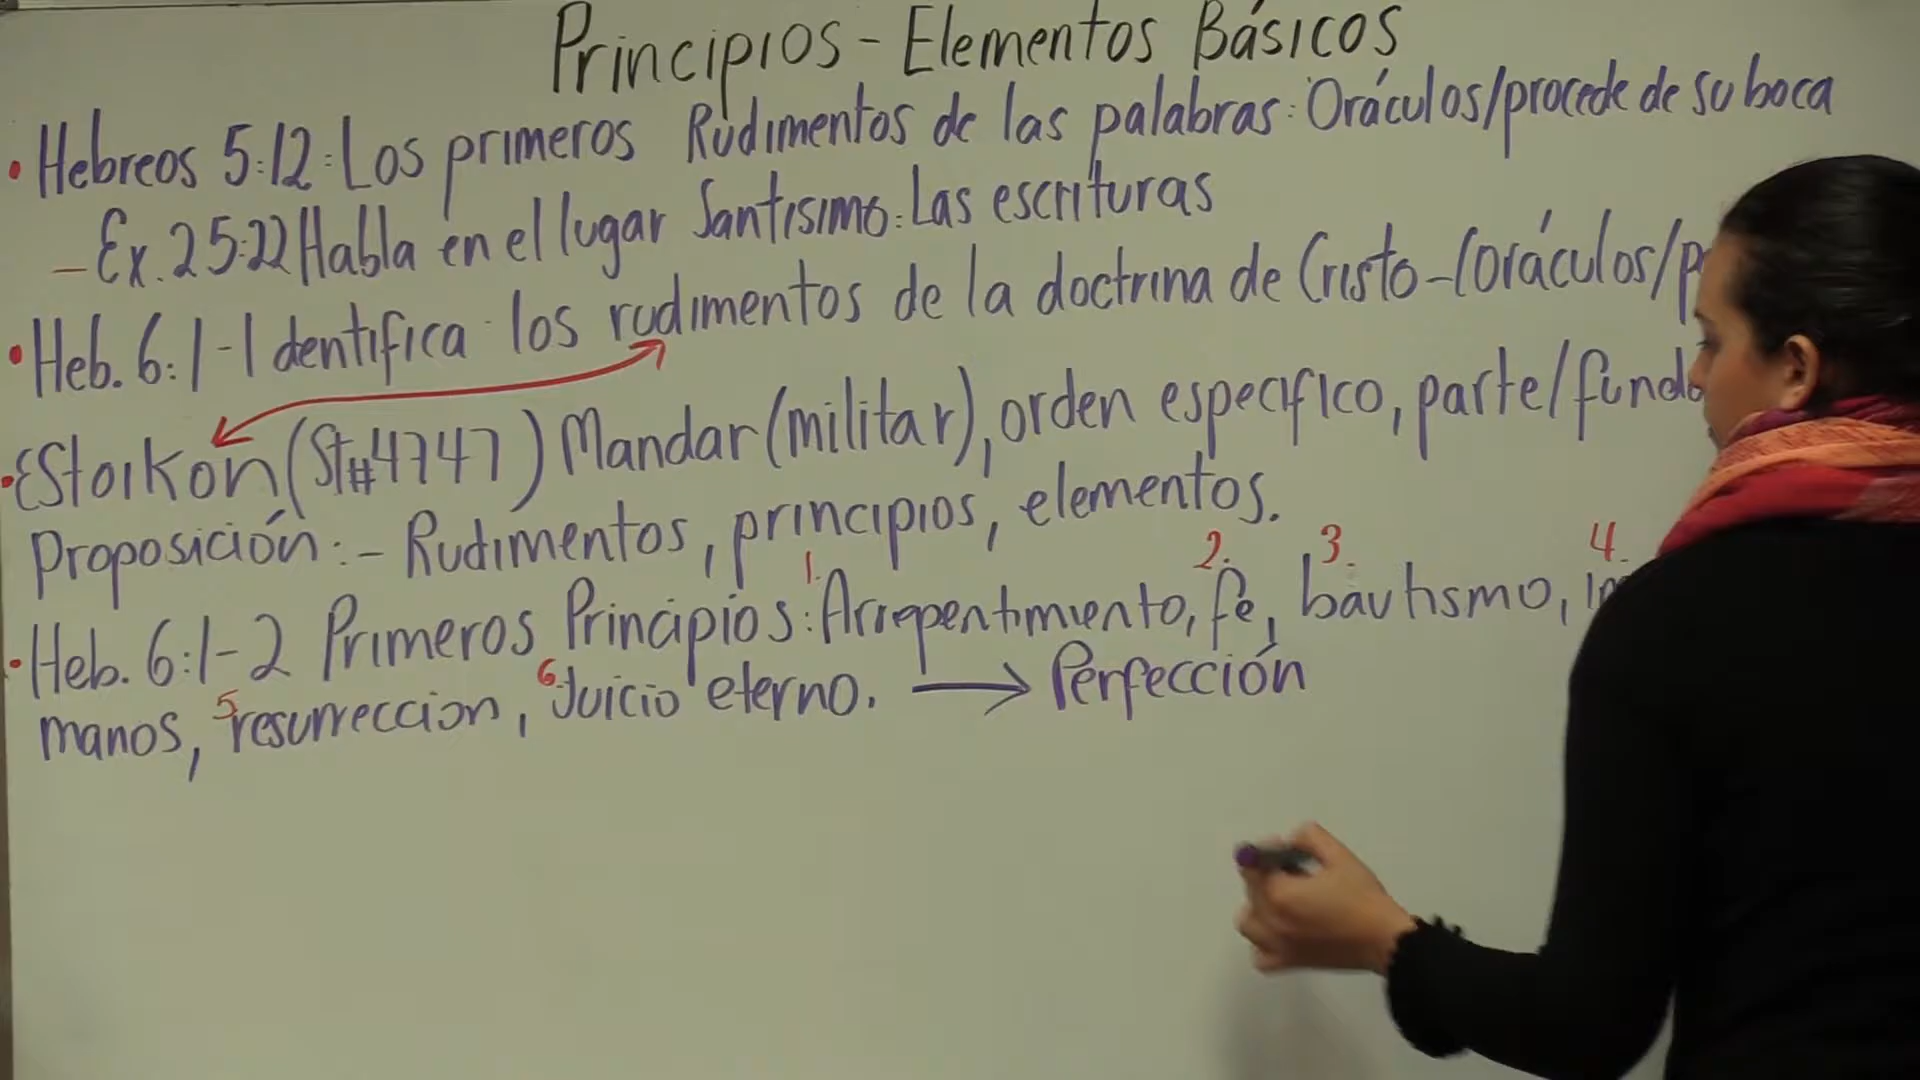 Principios - Elementos Básicos
• Hebreos 5:12: Los primeros Rudimentos de las palabras: Oráculos/procede de su boca
- Ex. 25:22 Habla en el lugar Santisimo: Las escrituras
• Heb. 6:1 - Identifica los rudimentos de la doctrina de Cristo - (oráculos/
• EStoikon (St#4747) Mandar (militar), orden especifico, parte/
Proposición: - Rudimentos, principios, elementos.
1. 2. 3. 4.
• Heb. 6:1-2 Primeros Principios: Arrepentimiento, fe, bautismo,
5 6.
manos, resurreccion, Juicio eterno. → Perfección